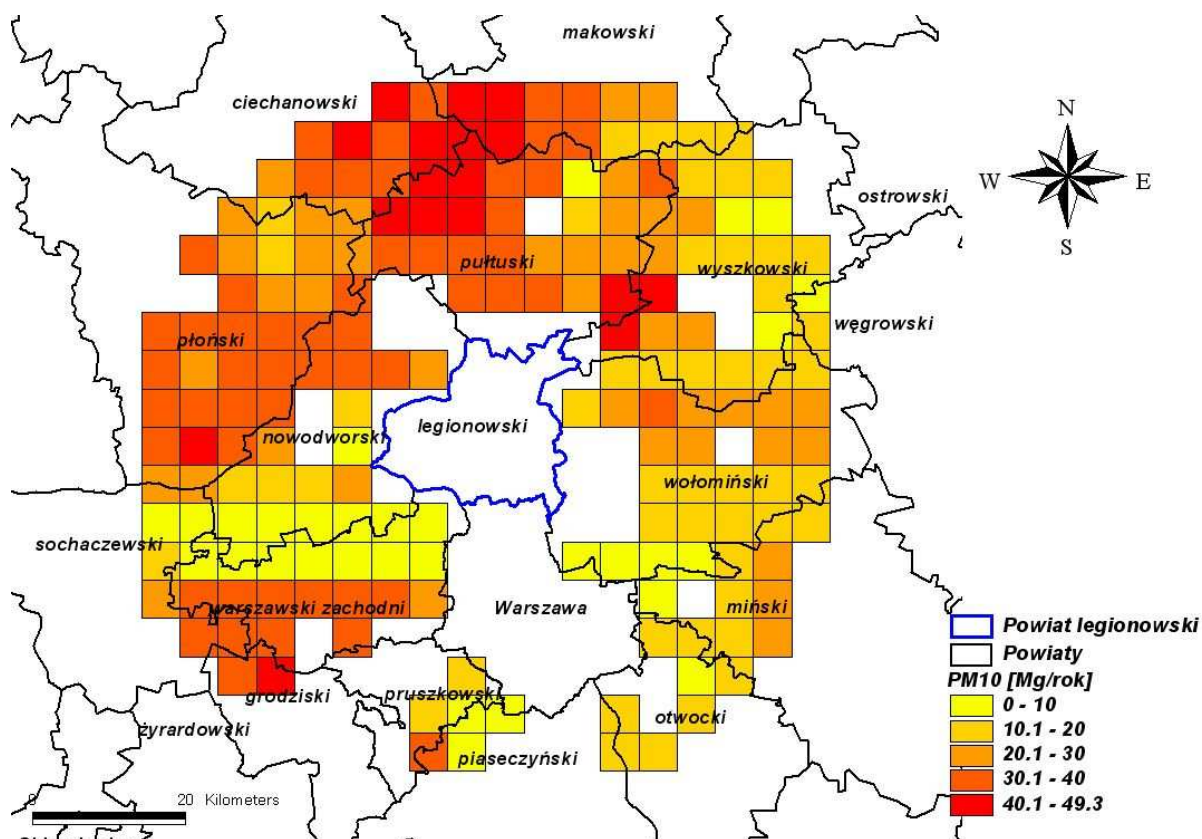 makowski
ciechanowski
N
W
E
S
ostrowski
pułtuski
wyszkowski
węgrowski
płoński
nowodworski
legionowski
wołomiński
sochaczewski
warszawski zachodni
Warszawa
miński
grodziski
pruszkowski
otwocki
żyrardowski
piaseczyński
Powiat legionowski
Powiaty
PM10 [Mg/rok]
0 - 10
10.1 - 20
20.1 - 30
30.1 - 40
40.1 - 49.3
0 20 Kilometers